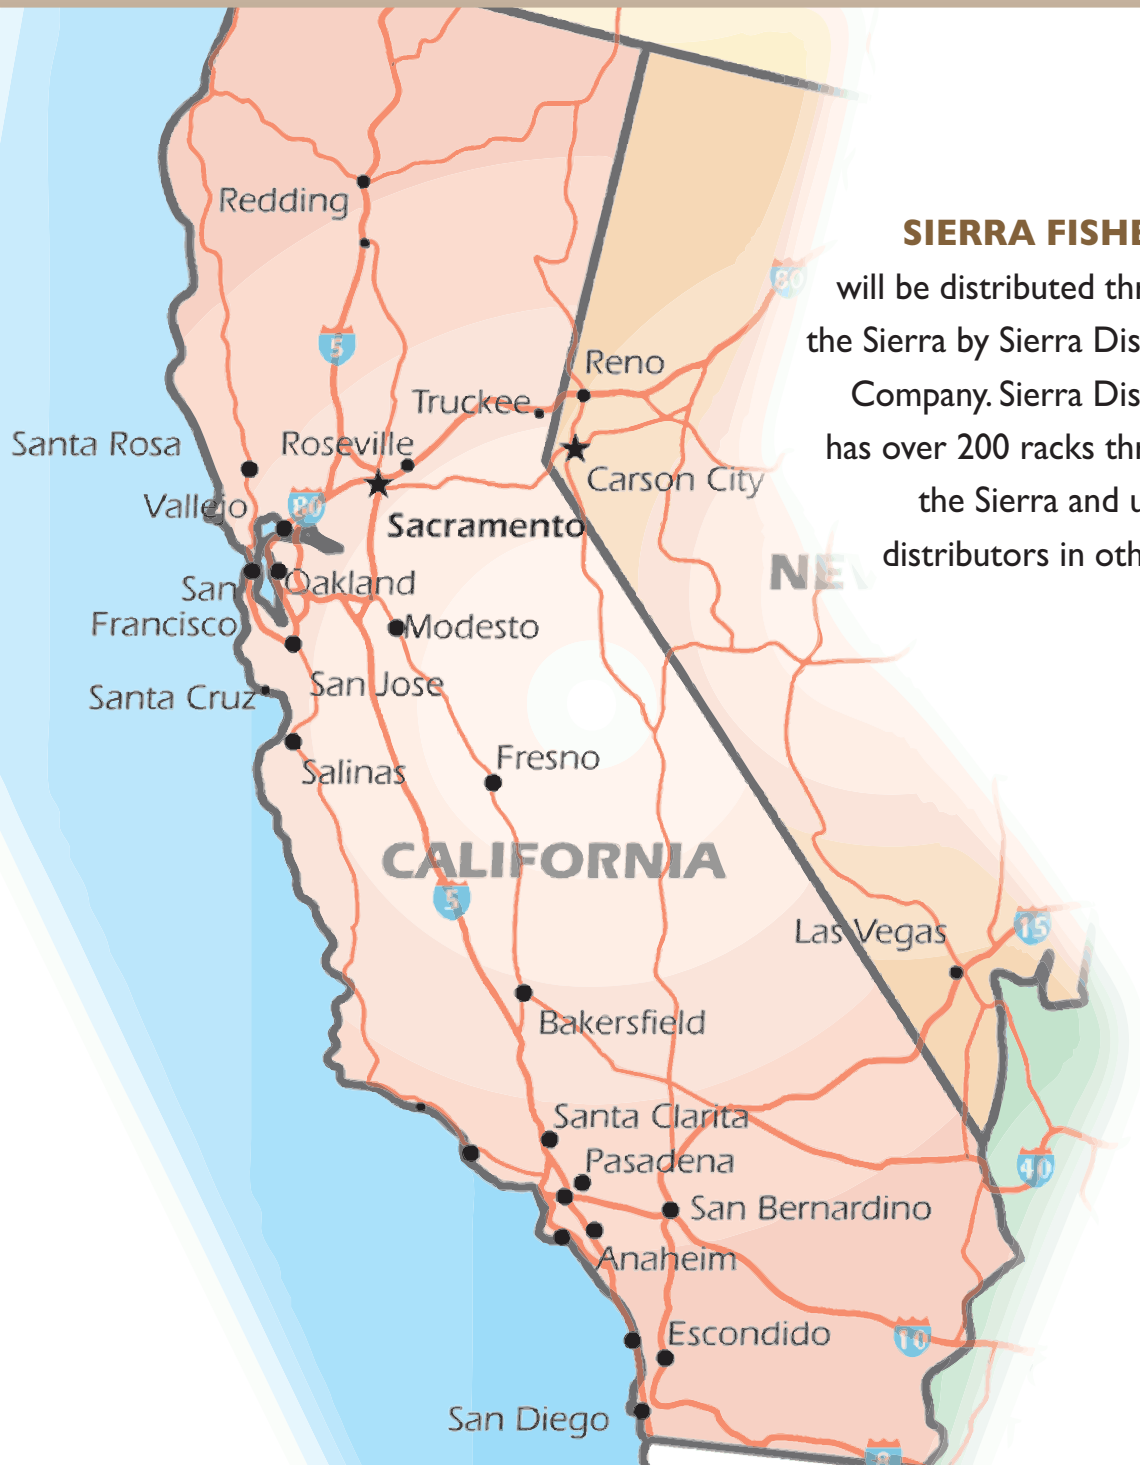 SIERRA FISHE
will be distributed thr
the Sierra by Sierra Dis
Company. Sierra Dis
has over 200 racks thr
the Sierra and u
distributors in oth
Redding
80
5
Reno
Truckee
Santa Rosa
Roseville
Carson City
Vallejo
80
Sacramento
NEV
San
Francisco
Oakland
Modesto
Santa Cruz
San Jose
Fresno
Salinas
CALIFORNIA
5
Las Vegas
15
Bakersfield
Santa Clarita
Pasadena
40
San Bernardino
Anaheim
Escondido
10
San Diego
8